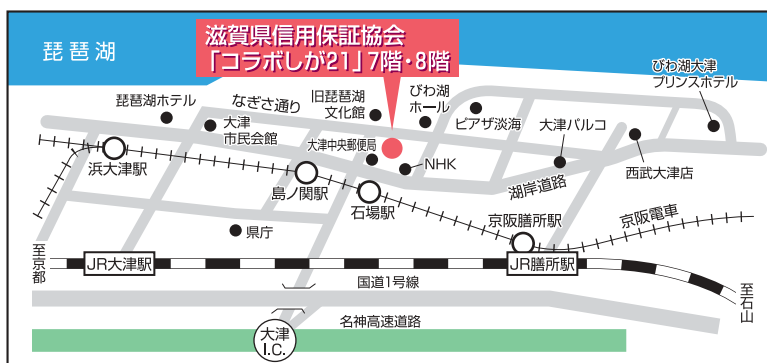 琵琶湖
滋賀県信用保証協会
「コラボしが21」7階・8階
琵琶湖ホテル
なぎさ通り
旧琵琶湖
文化館
びわ湖
ホール
ピアザ淡海
びわ湖大津
プリンスホテル
大津
市民会館
大津中央郵便局
NHK
大津パルコ
西武大津店
湖岸道路
浜大津駅
島ノ関駅
石場駅
京阪膳所駅
京阪電車
県庁
至京都
JR大津駅
JR膳所駅
至石山
国道1号線
名神高速道路
大津
I.C.